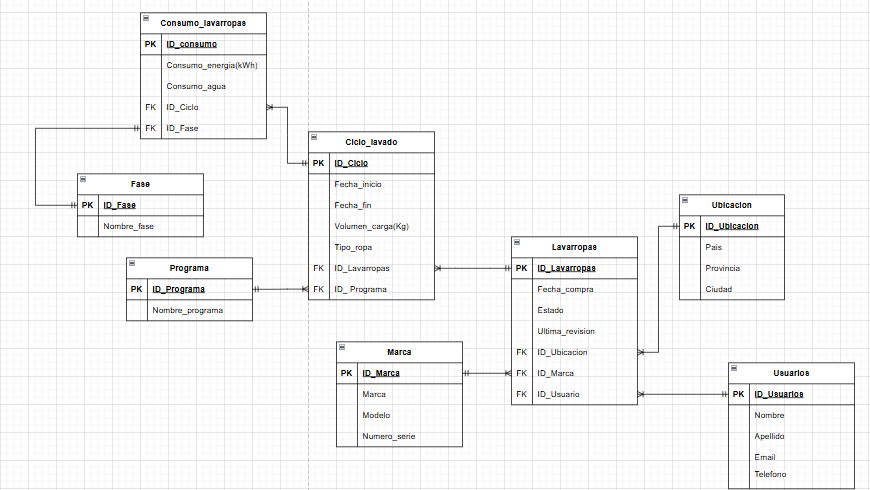 Consumo_lavarropas
PK ID_consumo
Consumo_energia(kWh)
Consumo_agua
FK ID_Ciclo
FK ID_Fase
Fase
PK ID_Fase
Nombre_fase
Programa
PK ID_Programa
Nombre_programa
Ciclo_lavado
PK ID_Ciclo
Fecha_inicio
Fecha_fin
Volumen_carga(Kg)
Tipo_ropa
FK ID_Lavarropas
FK ID_ Programa
Marca
PK ID_Marca
Marca
Modelo
Numero_serie
Lavarropas
PK ID_Lavarropas
Fecha_compra
Estado
Ultima_revision
FK ID_Ubicacion
FK ID_Marca
FK ID_Usuario
Ubicacion
PK ID_Ubicacion
Pais
Provincia
Ciudad
Usuarios
PK ID_Usuarios
Nombre
Apellido
Email
Telefono